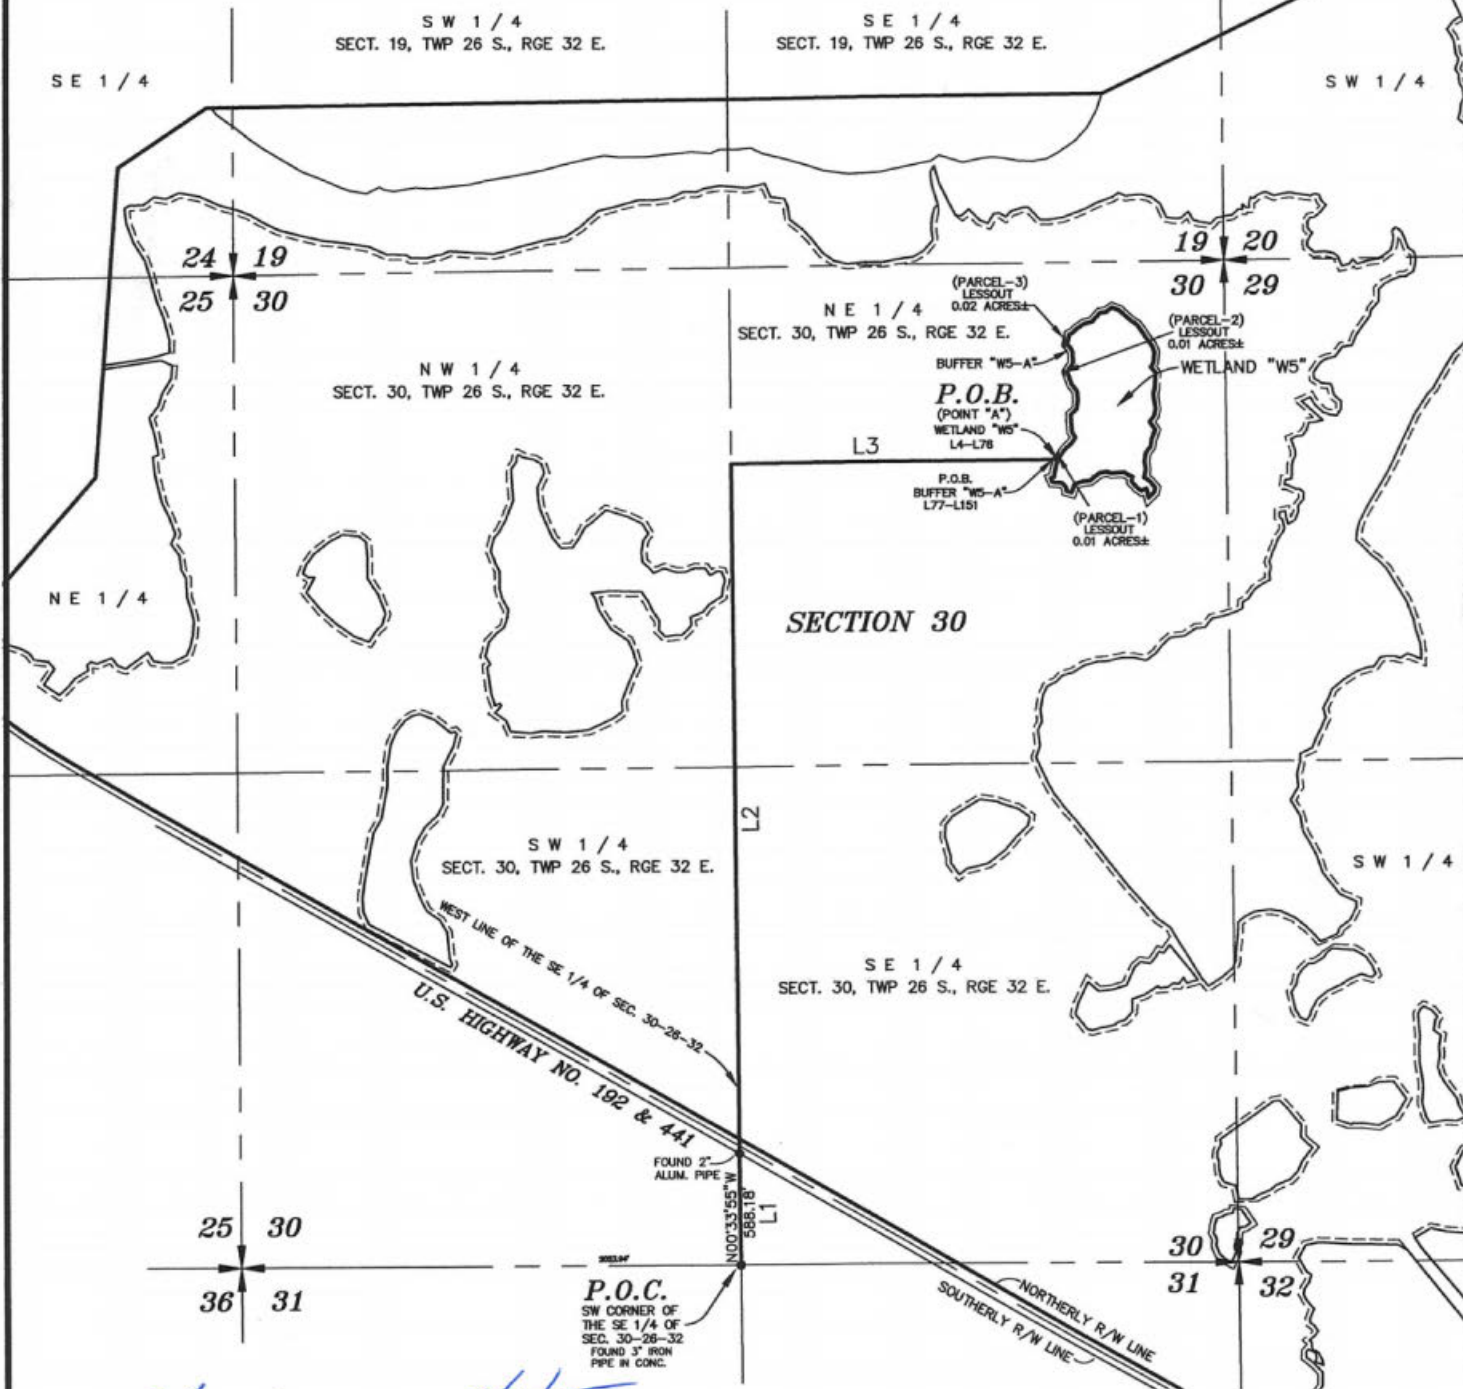 S W 1 / 4
SECT. 19, TWP 26 S., RGE 32 E.
S E 1 / 4
SECT. 19, TWP 26 S., RGE 32 E.
S E 1 / 4
S W 1 / 4
24 19
25 30
19 20
30 29
(PARCEL-3)
LESSOUT
0.02 ACRES±
N E 1 / 4
SECT. 30, TWP 26 S., RGE 32 E.
(PARCEL-2)
LESSOUT
0.01 ACRES±
BUFFER "W5-A"
WETLAND "W5"
N W 1 / 4
SECT. 30, TWP 26 S., RGE 32 E.
P.O.B.
(POINT "A")
WETLAND "W5"
L4-L76
L3
P.O.B.
BUFFER "W5-A"
L77-L151
(PARCEL-1)
LESSOUT
0.01 ACRES±
N E 1 / 4
SECTION 30
L2
S W 1 / 4
SECT. 30, TWP 26 S., RGE 32 E.
S W 1 / 4
WEST LINE OF THE SE 1/4 OF SEC. 30-26-32
S E 1 / 4
SECT. 30, TWP 26 S., RGE 32 E.
U.S. HIGHWAY NO. 192 & 441
FOUND 2"
ALUM. PIPE
N00°33'55"W
588.18'
L1
25 30
36 31
30 29
31 32
P.O.C.
SW CORNER OF
THE SE 1/4 OF
SEC. 30-26-32
FOUND 3" IRON
PIPE IN CONC.
NORTHERLY R/W LINE
SOUTHERLY R/W LINE